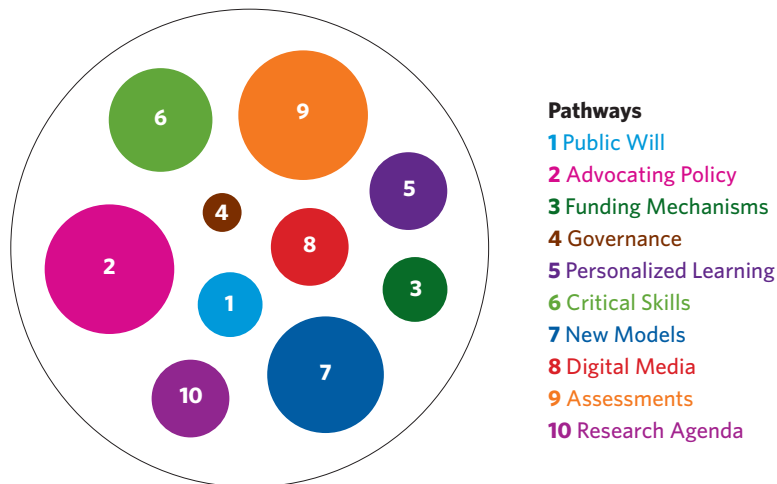 6
9
5
4
8
2
3
1
7
10
Pathways
1 Public Will
2 Advocating Policy
3 Funding Mechanisms
4 Governance
5 Personalized Learning
6 Critical Skills
7 New Models
8 Digital Media
9 Assessments
10 Research Agenda